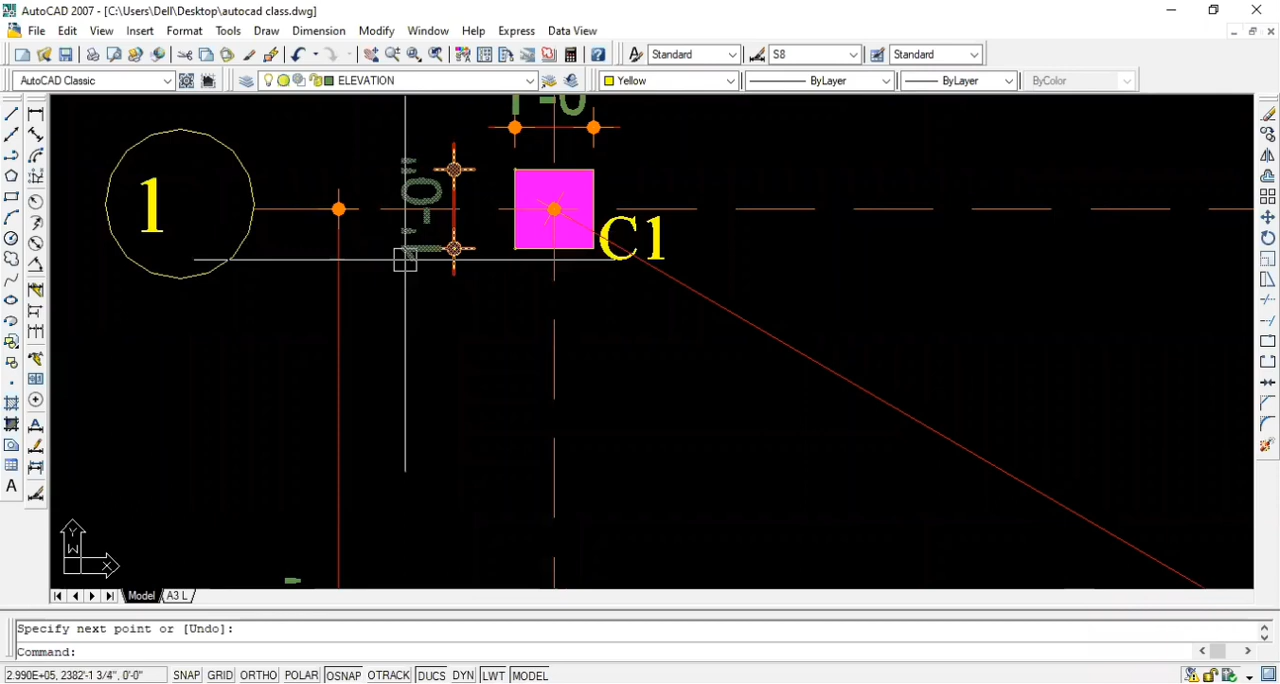 AutoCAD 2007 - [C:\Users\Dell\Desktop\autocad class.dwg]
File Edit View Insert Format Tools Draw Dimension Modify Window Help Express Data View
Standard S8 Standard
AutoCAD Classic ELEVATION Yellow ByLayer ByLayer ByColor
1'-0"
1
C1
Y
W
X
Model A3 L
Specify next point or [Undo]:
Command:
2.990E+05, 2382'-1 3/4", 0'-0" SNAP GRID ORTHO POLAR OSNAP OTRACK DUCS DYN LWT MODEL